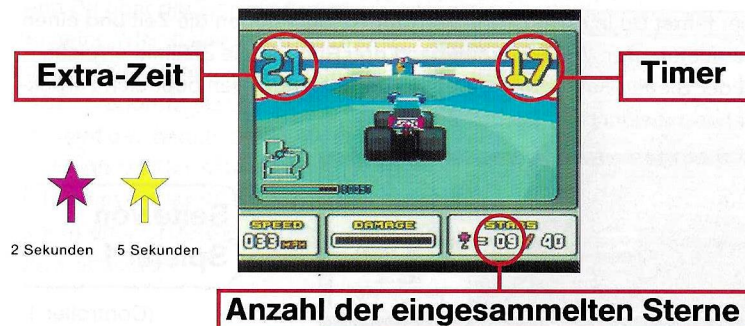 Extra-Zeit
21
17
Timer
2 Sekunden
5 Sekunden
SPEED
DAMAGE
STARS
033 MPH
= 09 / 40
Anzahl der eingesammelten Sterne